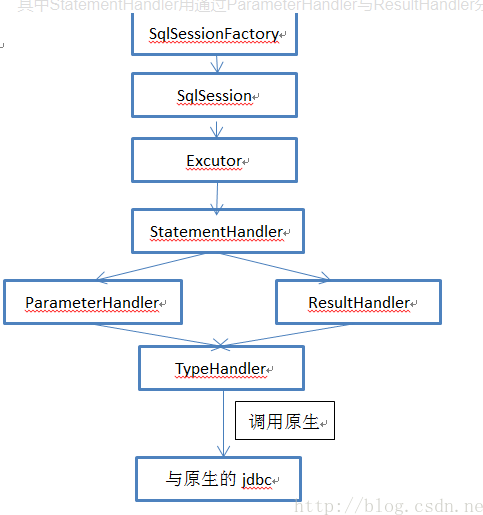 其中StatementHandler用通过ParameterHandler与ResultHandler分
SqlSessionFactory
SqlSession
Excutor
StatementHandler
ParameterHandler
ResultHandler
TypeHandler
调用原生
与原生的 jdbc
http://blog.csdn.ne